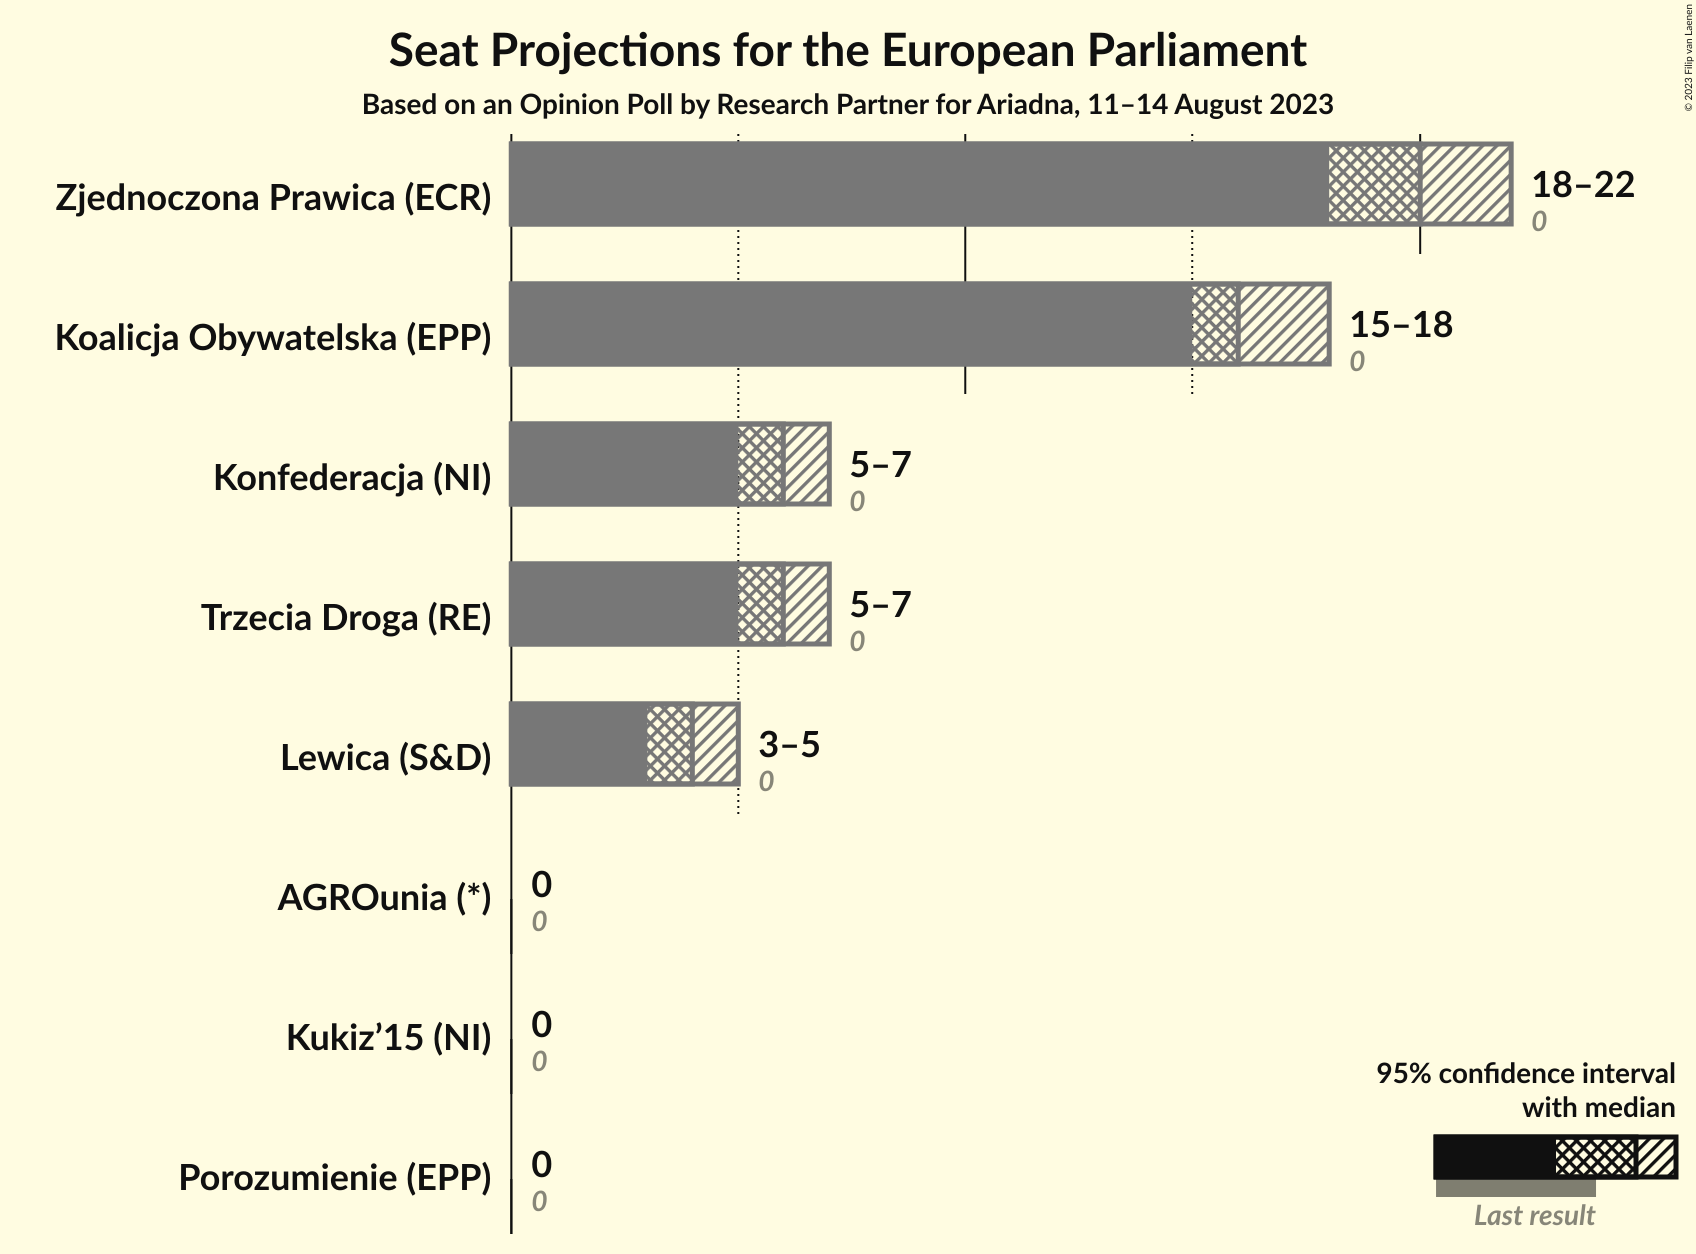 Seat Projections for the European Parliament
Based on an Opinion Poll by Research Partner for Ariadna, 11–14 August 2023
© 2023 Filip van Laenen
Zjednoczona Prawica (ECR)
18–22
0
Koalicja Obywatelska (EPP)
15–18
0
Konfederacja (NI)
5–7
0
Trzecia Droga (RE)
5–7
0
Lewica (S&D)
3–5
0
AGROunia (*)
0
0
Kukiz’15 (NI)
0
0
Porozumienie (EPP)
0
0
95% confidence interval
with median
Last result